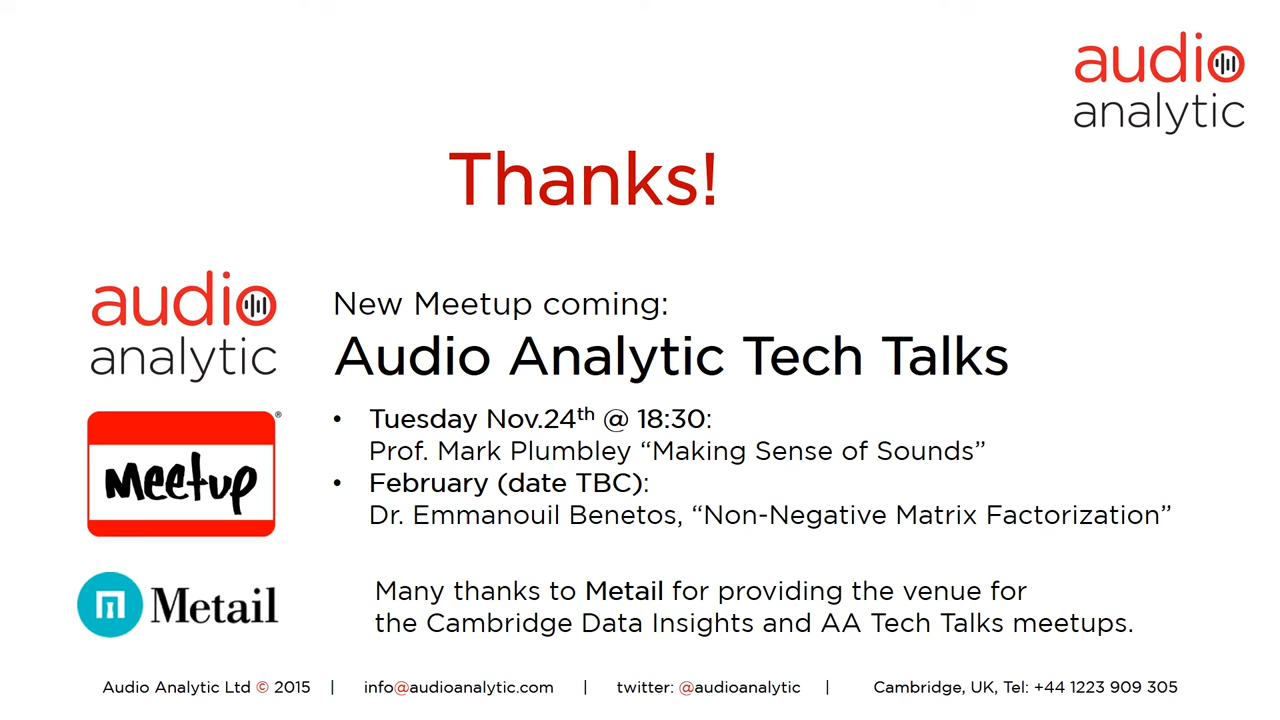 audio
analytic
Thanks!
audio
analytic
New Meetup coming:
Audio Analytic Tech Talks
Meetup®
• Tuesday Nov.24th @ 18:30:
Prof. Mark Plumbley “Making Sense of Sounds”
• February (date TBC):
Dr. Emmanouil Benetos, “Non-Negative Matrix Factorization”
Metail
Many thanks to Metail for providing the venue for
the Cambridge Data Insights and AA Tech Talks meetups.
Audio Analytic Ltd © 2015 | info@audioanalytic.com | twitter: @audioanalytic | Cambridge, UK, Tel: +44 1223 909 305